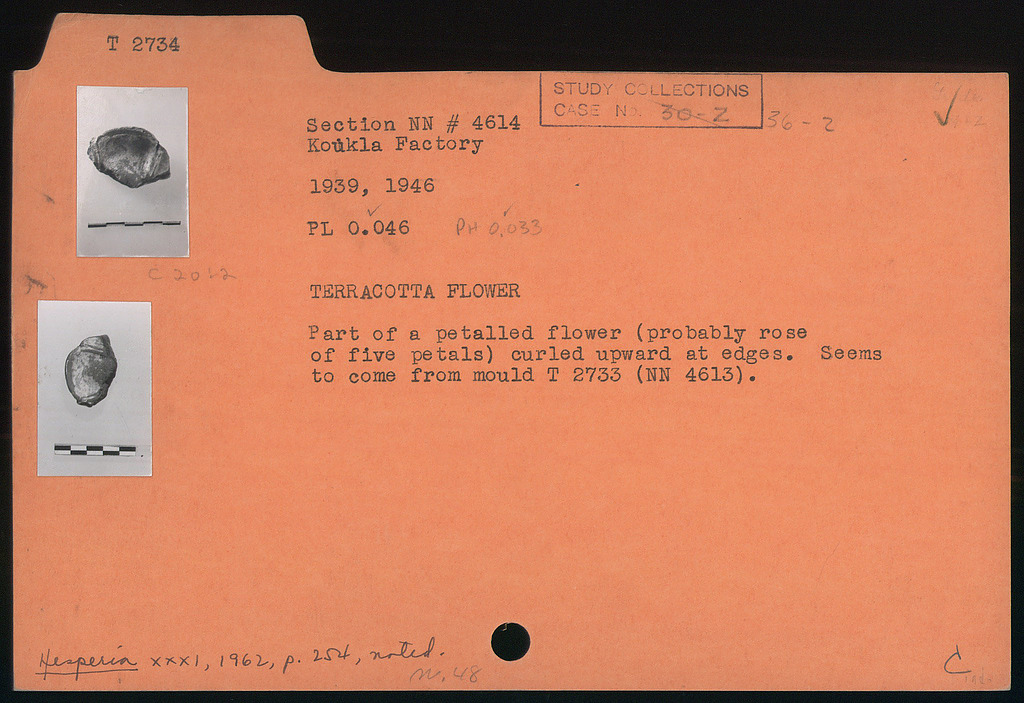 T 2734
STUDY COLLECTIONS
CASE No. 30-Z 36-2
Section NN # 4614
Koukla Factory
1939, 1946
PL 0.046 PH 0.033
C 2012
TERRACOTTA FLOWER
Part of a petalled flower (probably rose
of five petals) curled upward at edges. Seems
to come from mould T 2733 (NN 4613).
Hesperia XXXI, 1962, p. 254, noted.
n. 48
C